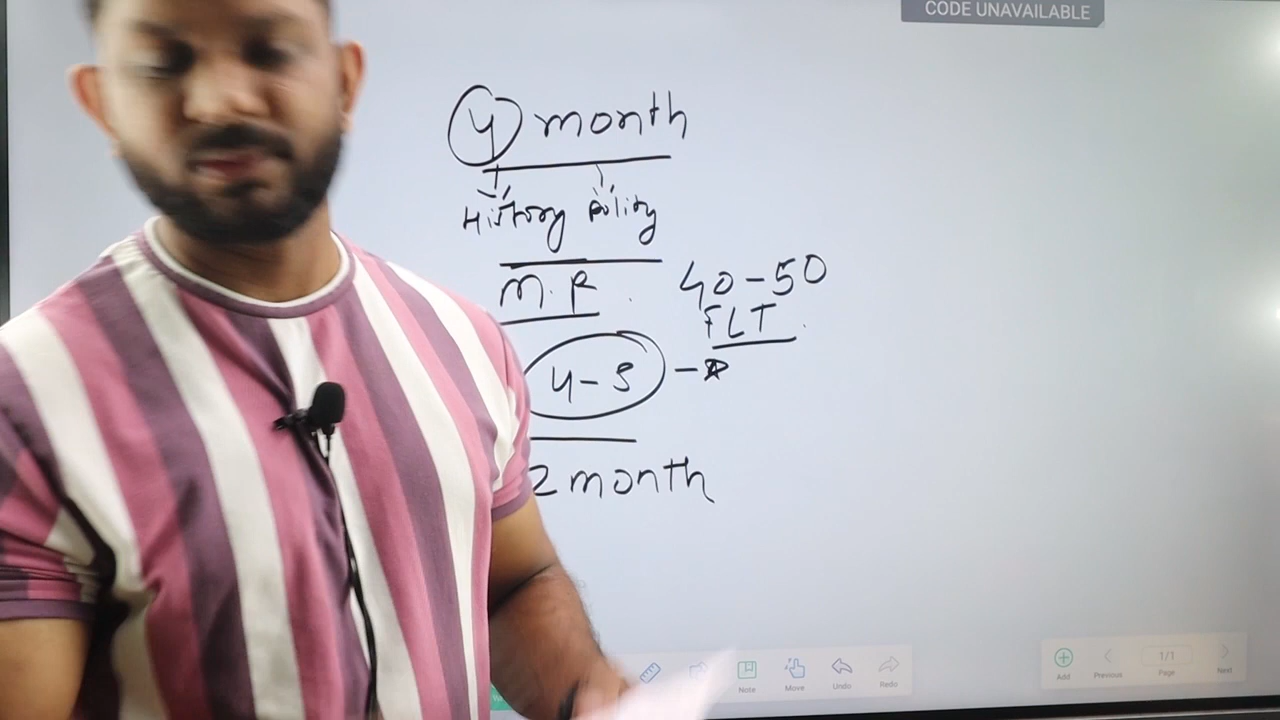 CODE UNAVAILABLE
4 month
History Polity
M.P.
40-50
FLT.
4-5 -
2 month
Note Move Undo Redo
Add Previous 1/1 Page Next